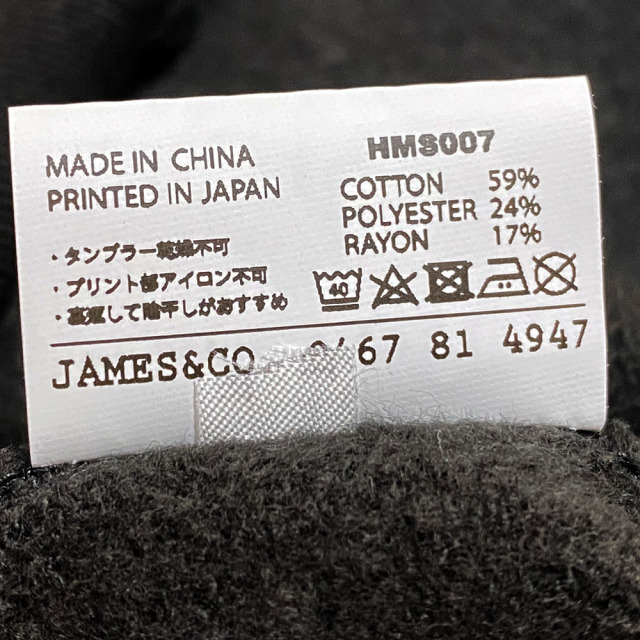 MADE IN CHINA
PRINTED IN JAPAN
・タンブラー乾燥不可
・プリント部アイロン不可
・裏返して陰干しがおすすめ
HMS007
COTTON 59%
POLYESTER 24%
RAYON 17%
40
JAMES&CO 67 81 4947